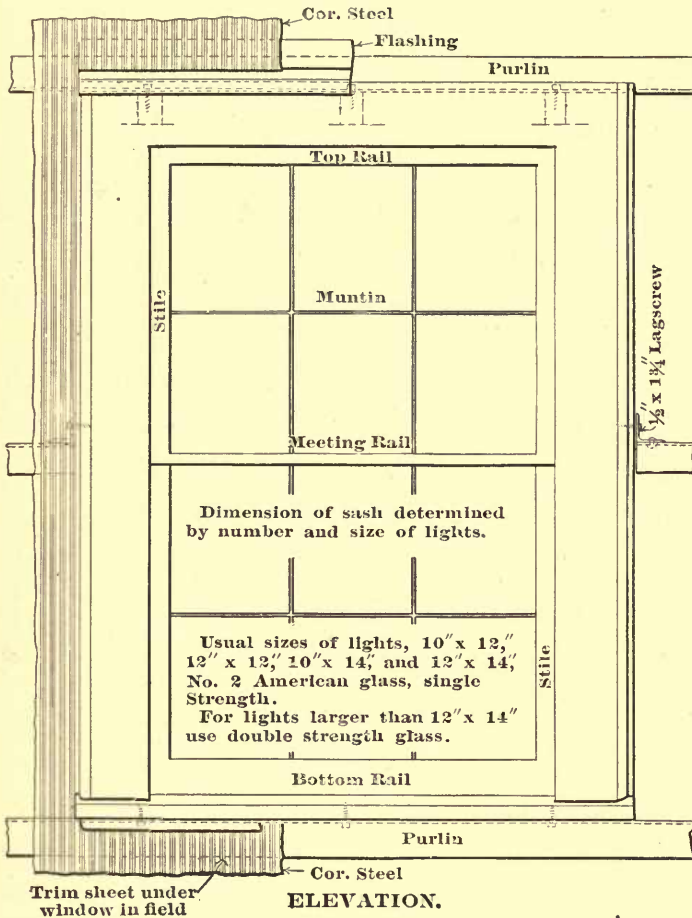 Cor. Steel
Flashing
Purlin
Top Rail
Muntin
Stile
½" x 1¾" Lagscrew
Meeting Rail
Dimension of sash determined
by number and size of lights.
Usual sizes of lights, 10" x 12,"
12" x 12," 10" x 14," and 12" x 14,"
No. 2 American glass, single
Strength.
For lights larger than 12" x 14"
use double strength glass.
Stile
Bottom Rail
Purlin
Cor. Steel
Trim sheet under
window in field
ELEVATION.